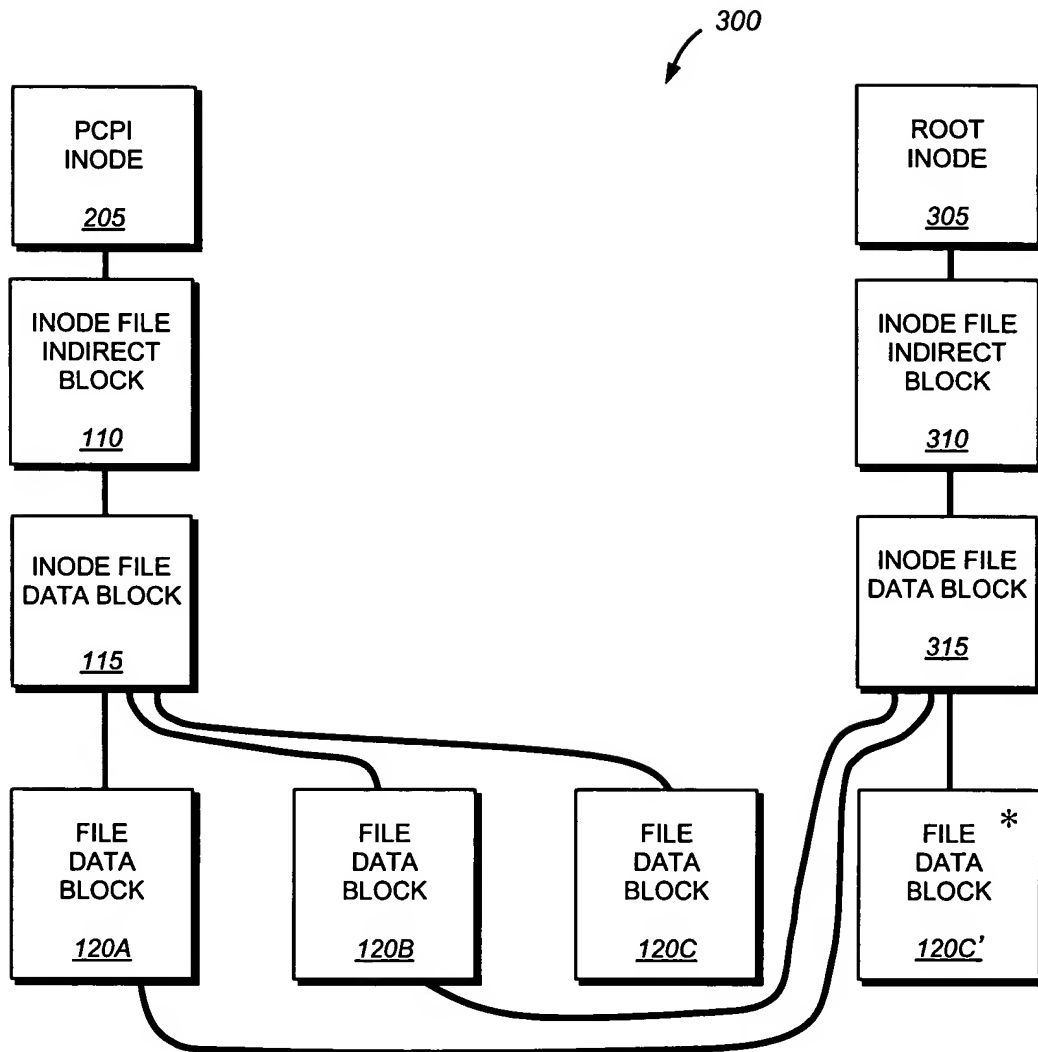 300
PCPI
INODE
205
ROOT
INODE
305
INODE FILE
INDIRECT
BLOCK
110
INODE FILE
INDIRECT
BLOCK
310
INODE FILE
DATA BLOCK
115
INODE FILE
DATA BLOCK
315
FILE
DATA
BLOCK
120A
FILE
DATA
BLOCK
120B
FILE
DATA
BLOCK
120C
FILE *
DATA
BLOCK
120C'